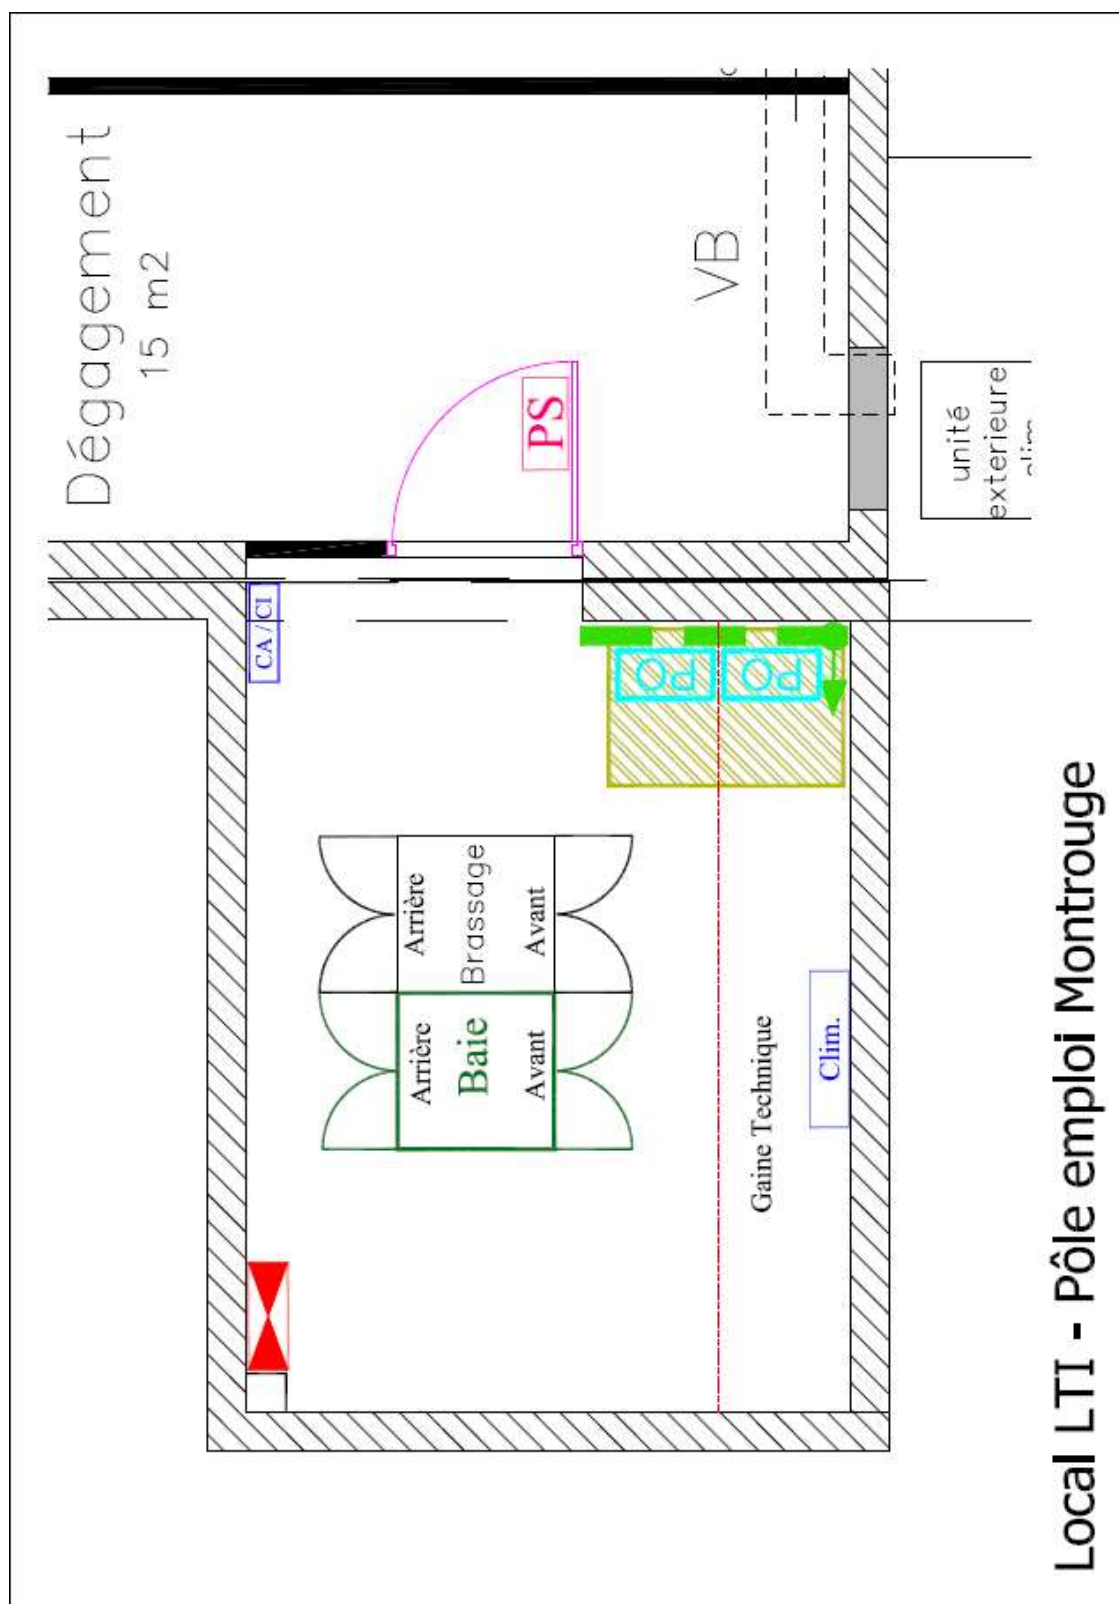 Dégagement
15 m2
VB
PS
unité
exterieure
CA / CI
PO
PO
Arrière
Brassage
Avant
Arrière
Baie
Avant
Gaine Technique
Clim.
Local LTI - Pôle emploi Montrouge